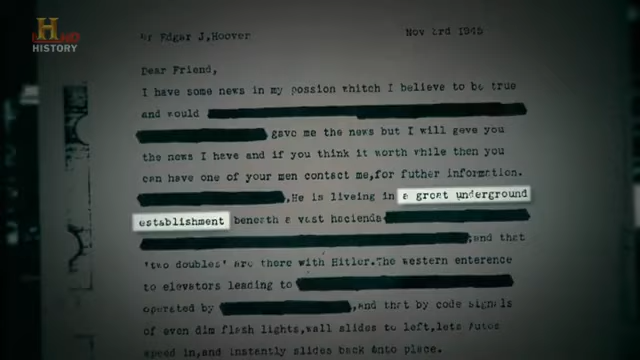 H
HISTORY
Mr Edgar J,Hoover
Nov 3rd 1945
Dear Friend,
I have some news in my possion whitch I believe to be true
and would
gave me the news but I will geve you
the news I have and if you think it worth while then you
can have one of your men contact me,for futher information.
,He is liveing in a great underground
establishment beneath a vast hacienda
;and that
'two doubles' are there with Hitler.The western enterence
to elevators leading to
operated by ,and that by code signals
of even dim flash lights,wall slides to left,lets Autos
speed in,and instantly slides back onto place.